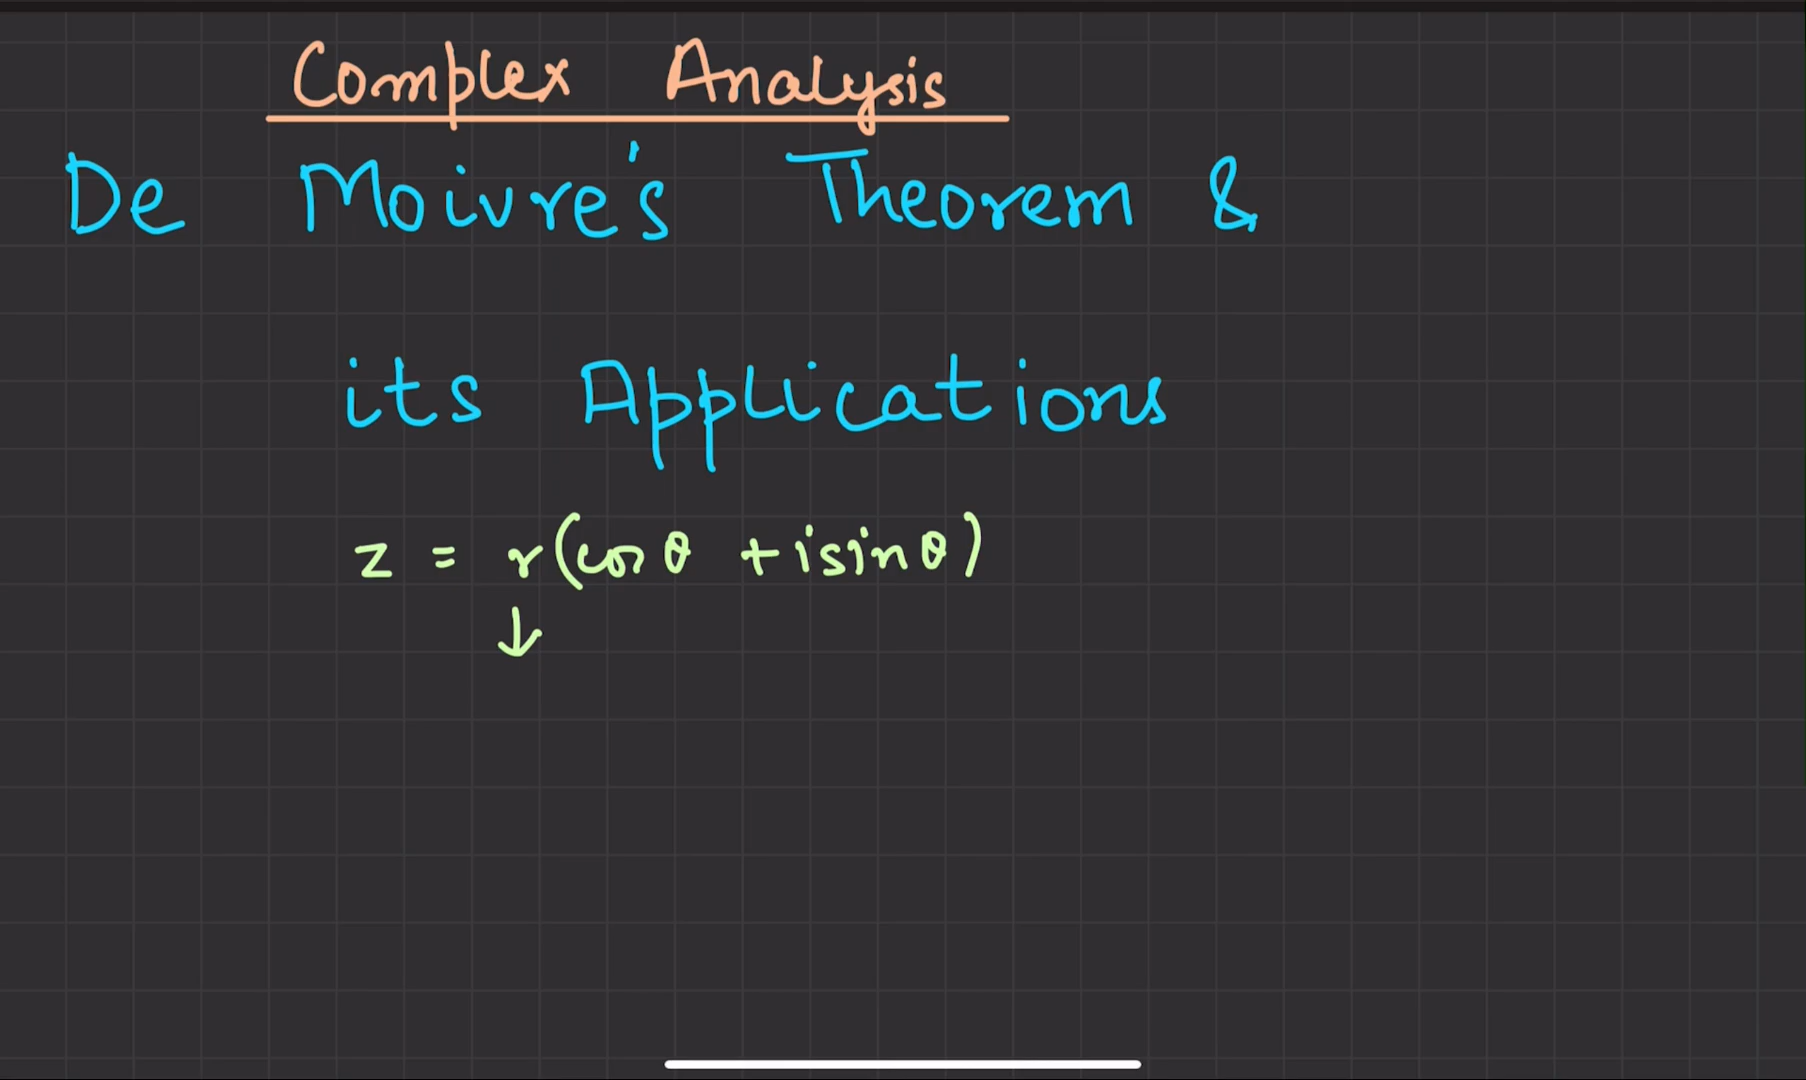 Complex Analysis
De Moivre's Theorem &
its Applications
z = r(cos θ + i sin θ)
↓